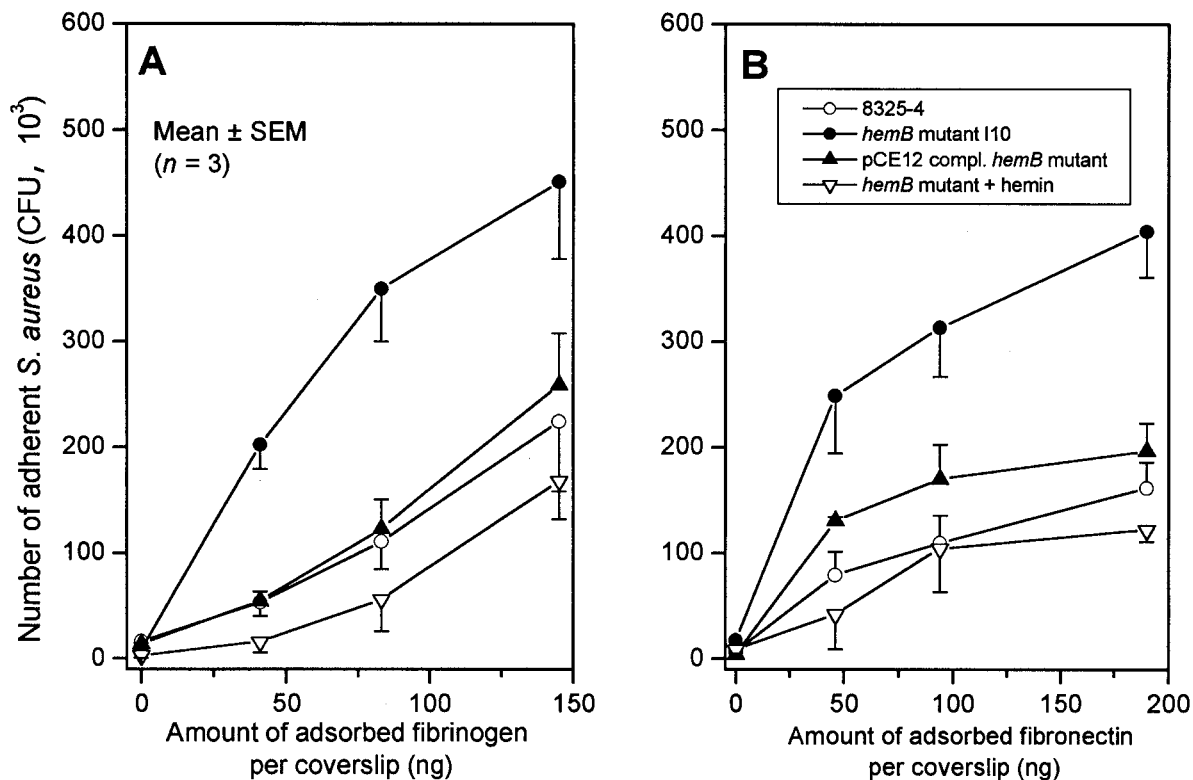 Number of adherent S. aureus (CFU, 10³)
600
500
400
300
200
100
0
A
Mean ± SEM
(n = 3)
0 50 100 150
Amount of adsorbed fibrinogen
per coverslip (ng)
600
500
400
300
200
100
0
B
8325-4
hemB mutant I10
pCE12 compl. hemB mutant
hemB mutant + hemin
0 50 100 150 200
Amount of adsorbed fibronectin
per coverslip (ng)